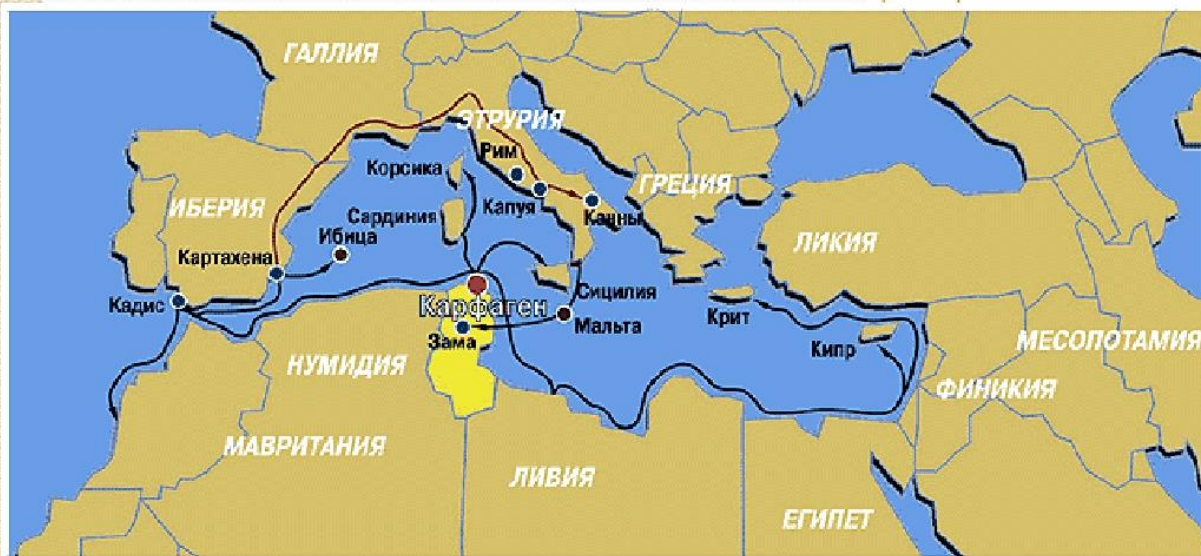 ГАЛЛИЯ
ЭТРУРИЯ
Рим
Корсика
ГРЕЦИЯ
ИБЕРИЯ
Сардиния
Капуя
Канны
Ибица
ЛИКИЯ
Картахена
Кадис
Карфаген
Сицилия
Крит
Мальта
Зама
Кипр
МЕСОПОТАМИЯ
НУМИДИЯ
ФИНИКИЯ
МАВРИТАНИЯ
ЛИВИЯ
ЕГИПЕТ